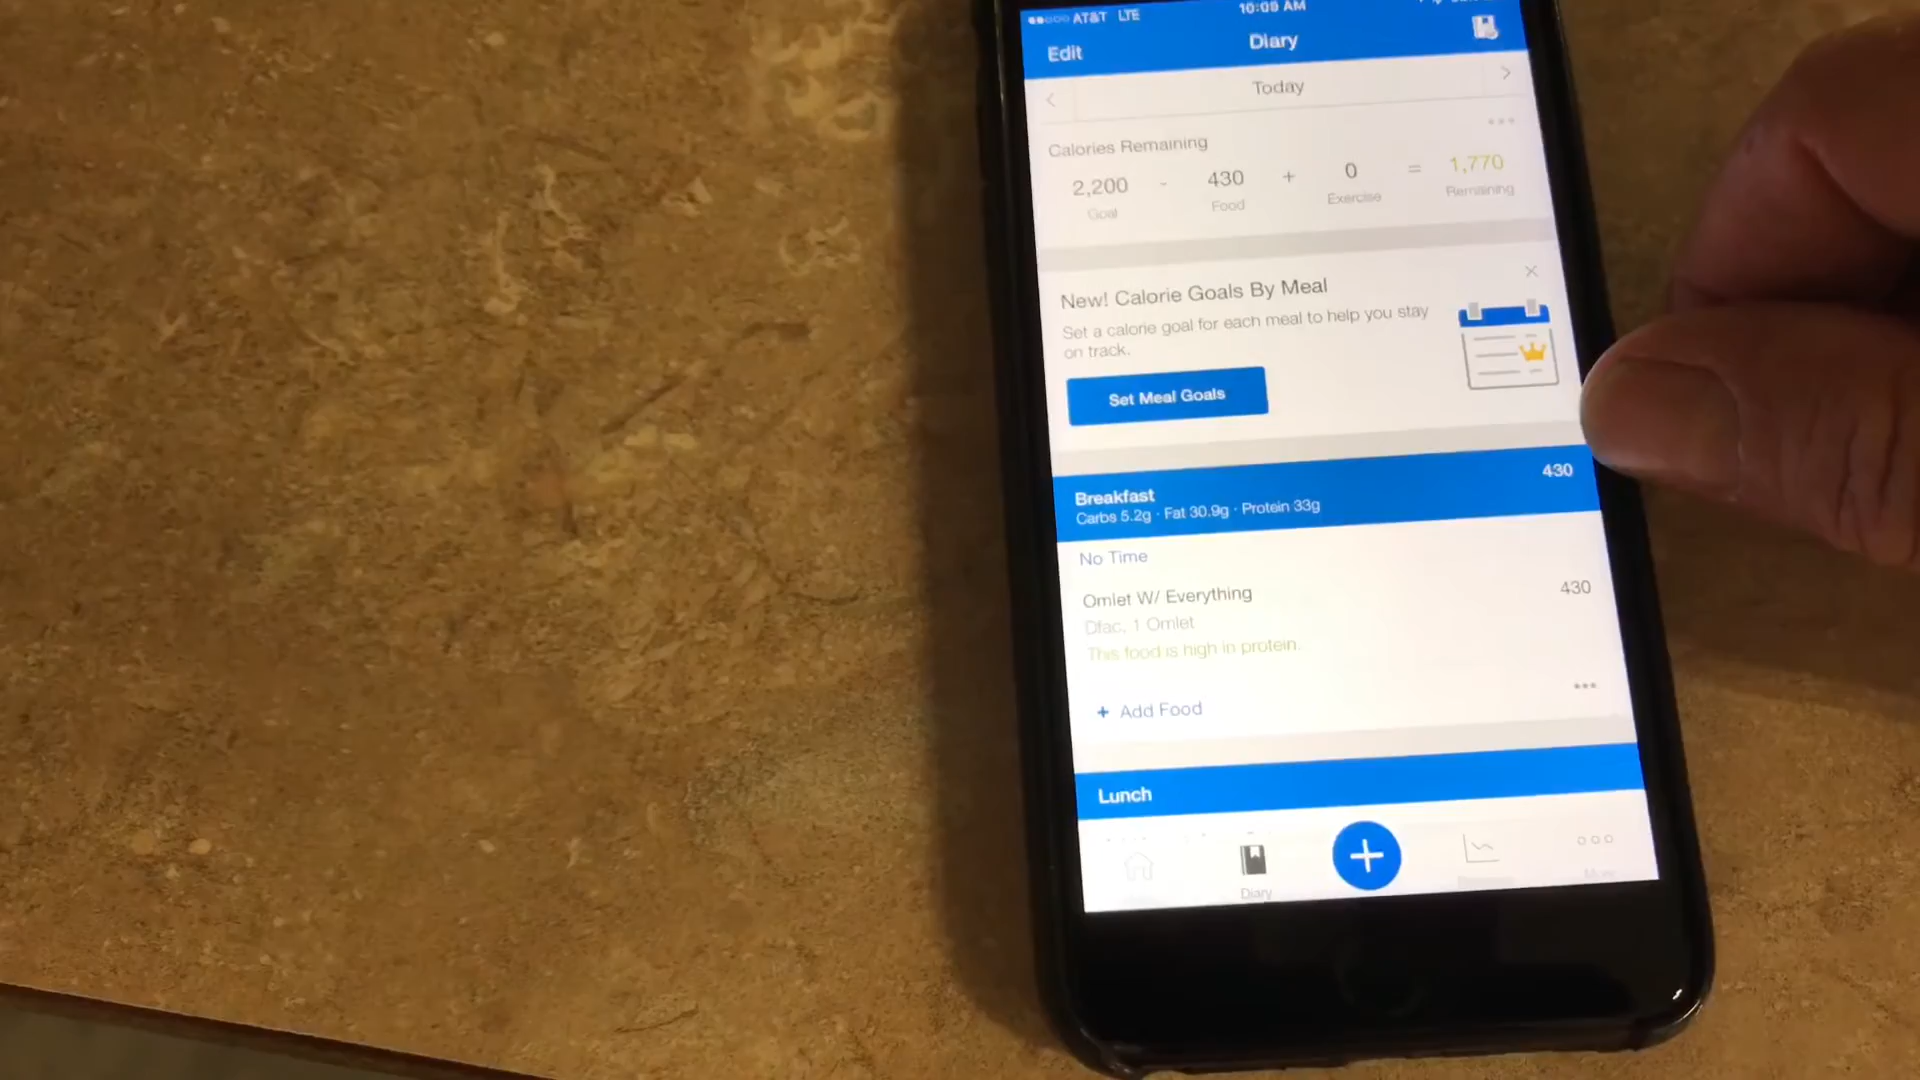 AT&T LTE 10:09 AM
Edit Diary
Today
Calories Remaining
2,200 - 430 + 0 = 1,770
Goal Food Exercise Remaining
New! Calorie Goals By Meal
Set a calorie goal for each meal to help you stay
on track.
Set Meal Goals
Breakfast 430
Carbs 5.2g · Fat 30.9g · Protein 33g
No Time
Omlet W/ Everything 430
Dfac, 1 Omlet
This food is high in protein.
+ Add Food
Lunch
Diary More